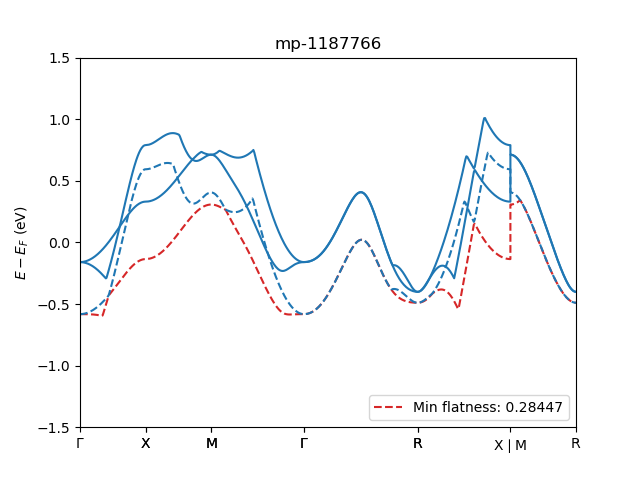 mp-1187766
E − E_F (eV)
1.5
1.0
0.5
0.0
−0.5
−1.0
−1.5
Min flatness: 0.28447
Γ X M Γ R X | M R